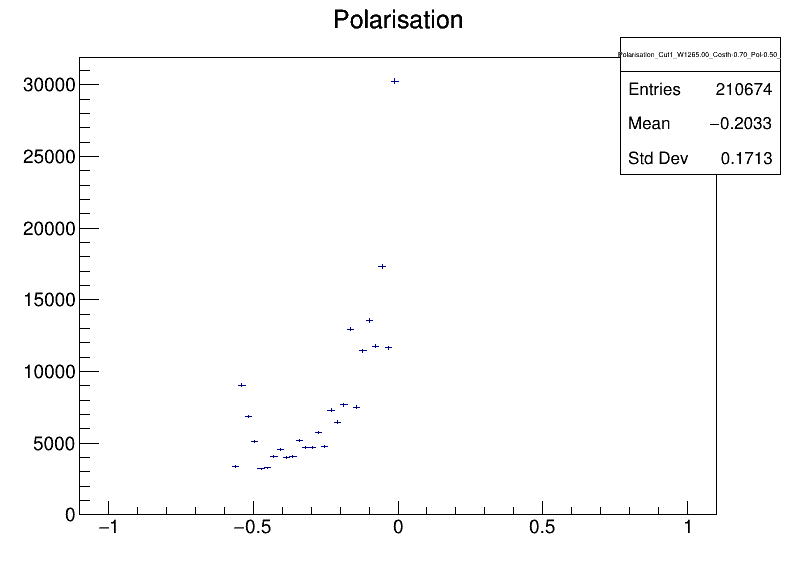 Polarisation
Polarisation_Cut1_W1265.00_Costh-0.70_Pol-0.50_
Entries 210674
Mean −0.2033
Std Dev 0.1713
30000
25000
20000
15000
10000
5000
0
−1 −0.5 0 0.5 1